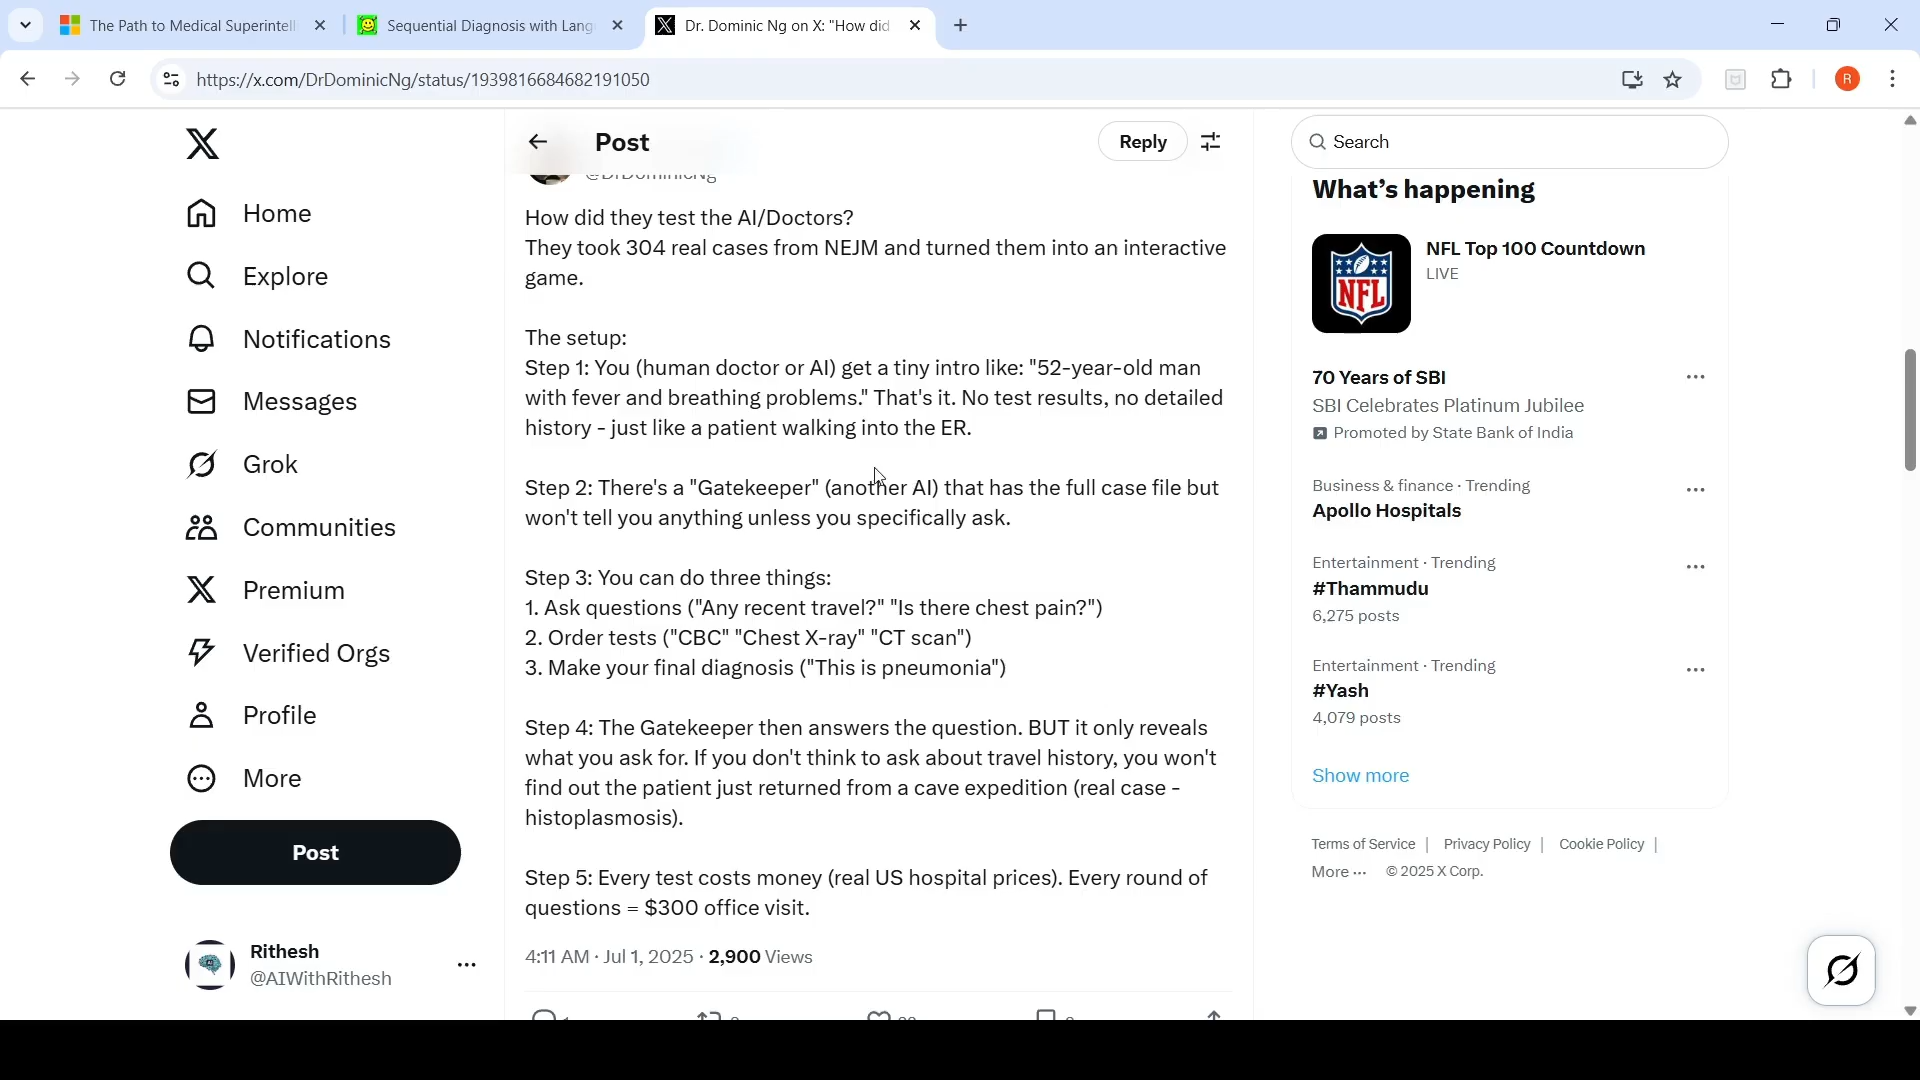 The Path to Medical Superintell
Sequential Diagnosis with Lang
Dr. Dominic Ng on X: "How did
https://x.com/DrDominicNg/status/1939816684682191050
R
Home
Explore
Notifications
Messages
Grok
Communities
Premium
Verified Orgs
Profile
More
Post
Rithesh
@AIWithRithesh
Post
Reply
@DrDominicNg
How did they test the AI/Doctors?
They took 304 real cases from NEJM and turned them into an interactive
game.
The setup:
Step 1: You (human doctor or AI) get a tiny intro like: "52-year-old man
with fever and breathing problems." That's it. No test results, no detailed
history - just like a patient walking into the ER.
Step 2: There's a "Gatekeeper" (another AI) that has the full case file but
won't tell you anything unless you specifically ask.
Step 3: You can do three things:
1. Ask questions ("Any recent travel?" "Is there chest pain?")
2. Order tests ("CBC" "Chest X-ray" "CT scan")
3. Make your final diagnosis ("This is pneumonia")
Step 4: The Gatekeeper then answers the question. BUT it only reveals
what you ask for. If you don't think to ask about travel history, you won't
find out the patient just returned from a cave expedition (real case -
histoplasmosis).
Step 5: Every test costs money (real US hospital prices). Every round of
questions = $300 office visit.
4:11 AM · Jul 1, 2025 · 2,900 Views
Search
What's happening
NFL
NFL Top 100 Countdown
LIVE
70 Years of SBI
SBI Celebrates Platinum Jubilee
Promoted by State Bank of India
Business & finance · Trending
Apollo Hospitals
Entertainment · Trending
#Thammudu
6,275 posts
Entertainment · Trending
#Yash
4,079 posts
Show more
Terms of Service | Privacy Policy | Cookie Policy |
More ··· © 2025 X Corp.